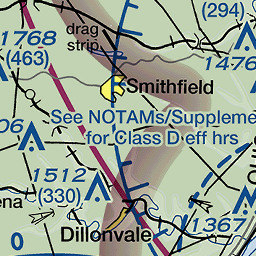 drag
strip
(294)
1768
(463)
1476
Smithfield
See NOTAMs/Supplem
for Class D eff hrs
06
1512
(330)
ena
1367
Dillonvale
0